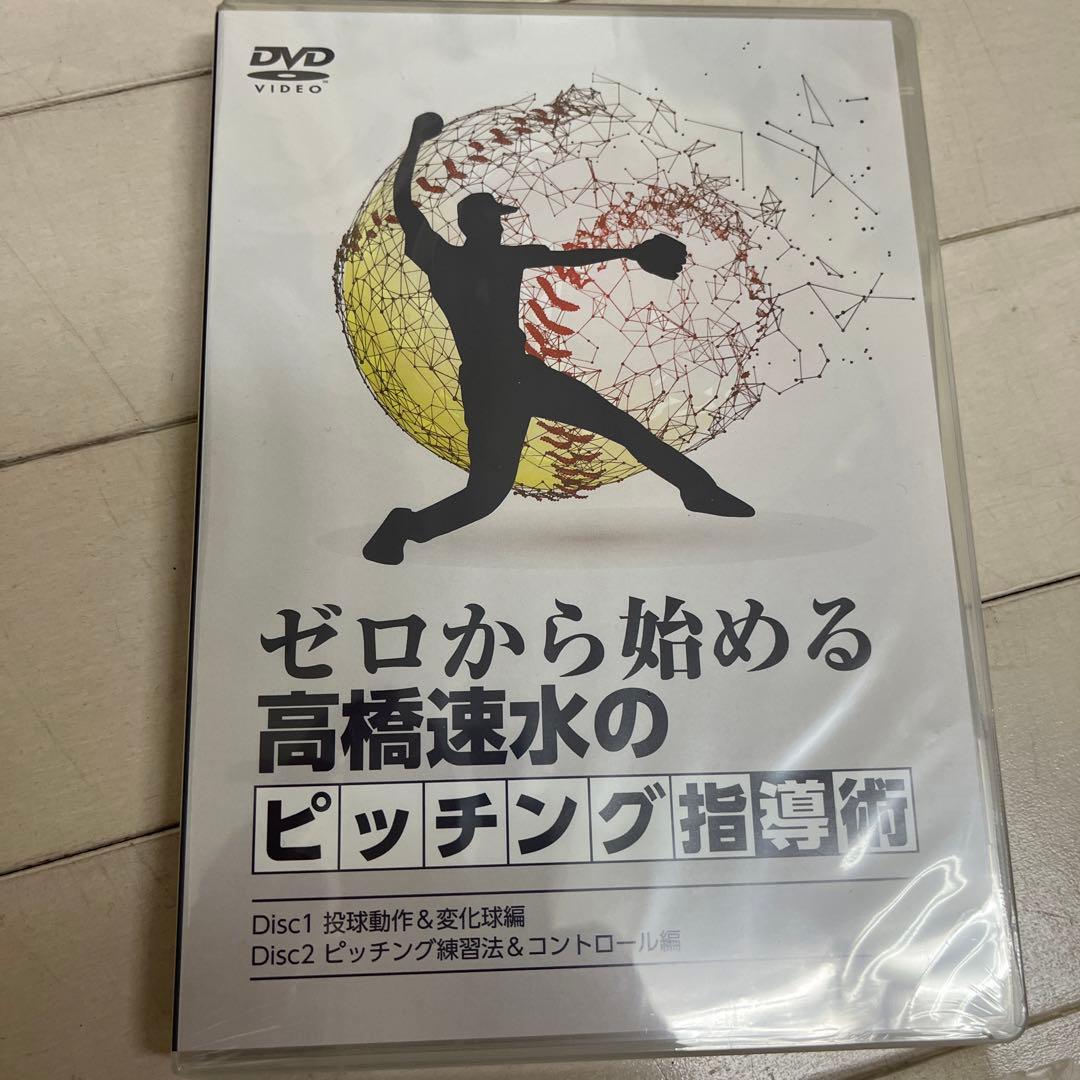 DVD
VIDEO™
ゼロから始める
高橋速水の
ピッチング指導術
Disc1 投球動作＆変化球編
Disc2 ピッチング練習法＆コントロール編